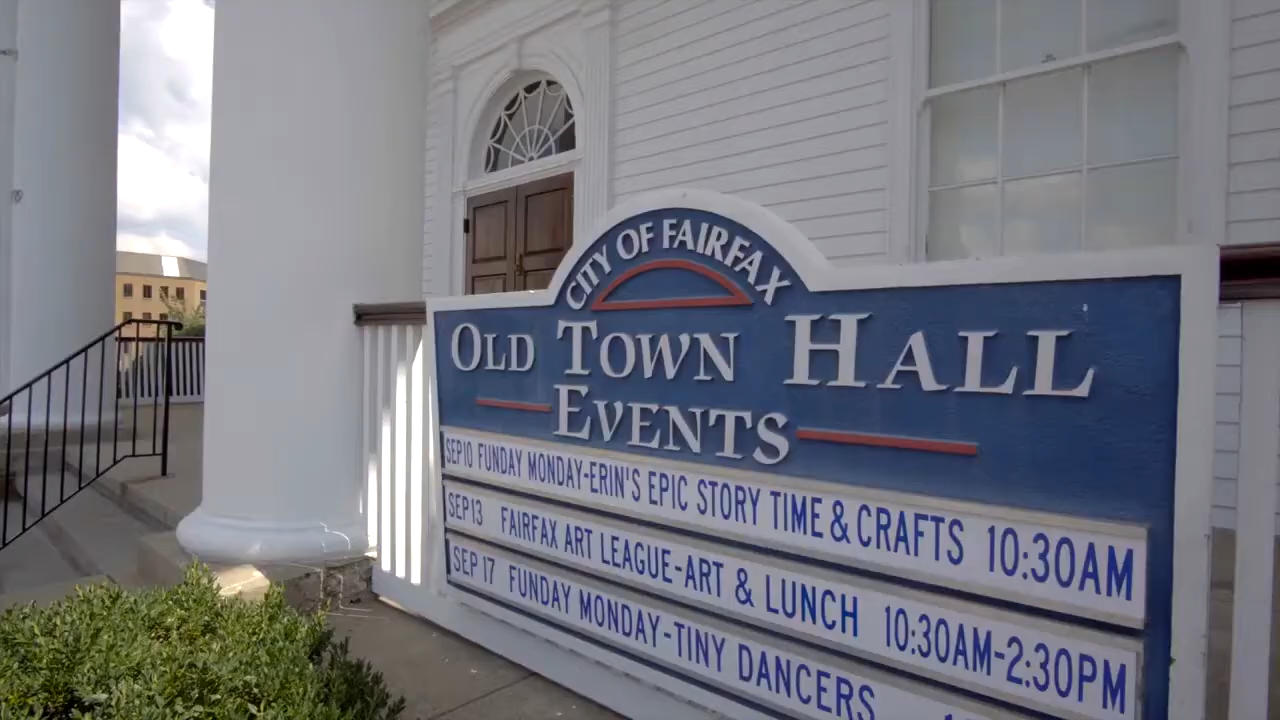 CITY OF FAIRFAX
OLD TOWN HALL
EVENTS
SEP10 FUNDAY MONDAY-ERIN'S EPIC STORY TIME & CRAFTS 10:30AM
SEP13 FAIRFAX ART LEAGUE-ART & LUNCH 10:30AM-2:30PM
SEP 17 FUNDAY MONDAY-TINY DANCERS